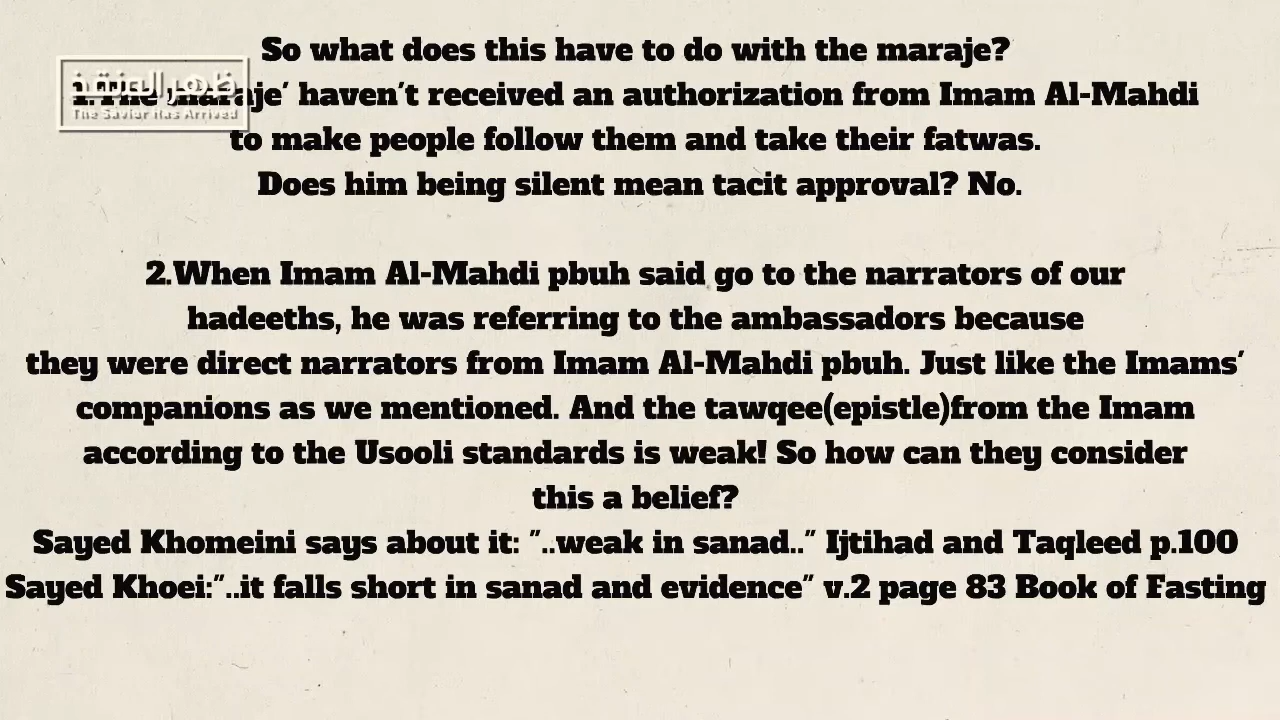 So what does this have to do with the maraje?
ظهر المنقذ
The Savior Has Arrived
1.The maraje' haven't received an authorization from Imam Al-Mahdi
to make people follow them and take their fatwas.
Does him being silent mean tacit approval? No.
2.When Imam Al-Mahdi pbuh said go to the narrators of our
hadeeths, he was referring to the ambassadors because
they were direct narrators from Imam Al-Mahdi pbuh. Just like the Imams'
companions as we mentioned. And the tawqee(epistle)from the Imam
according to the Usooli standards is weak! So how can they consider
this a belief?
Sayed Khomeini says about it: "..weak in sanad.." Ijtihad and Taqleed p.100
Sayed Khoei:"..it falls short in sanad and evidence" v.2 page 83 Book of Fasting